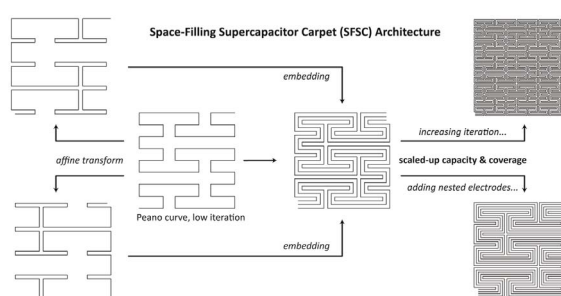 Space-Filling Supercapacitor Carpet (SFSC) Architecture
embedding
increasing iteration...
affine transform
scaled-up capacity & coverage
adding nested electrodes...
Peano curve, low iteration
embedding